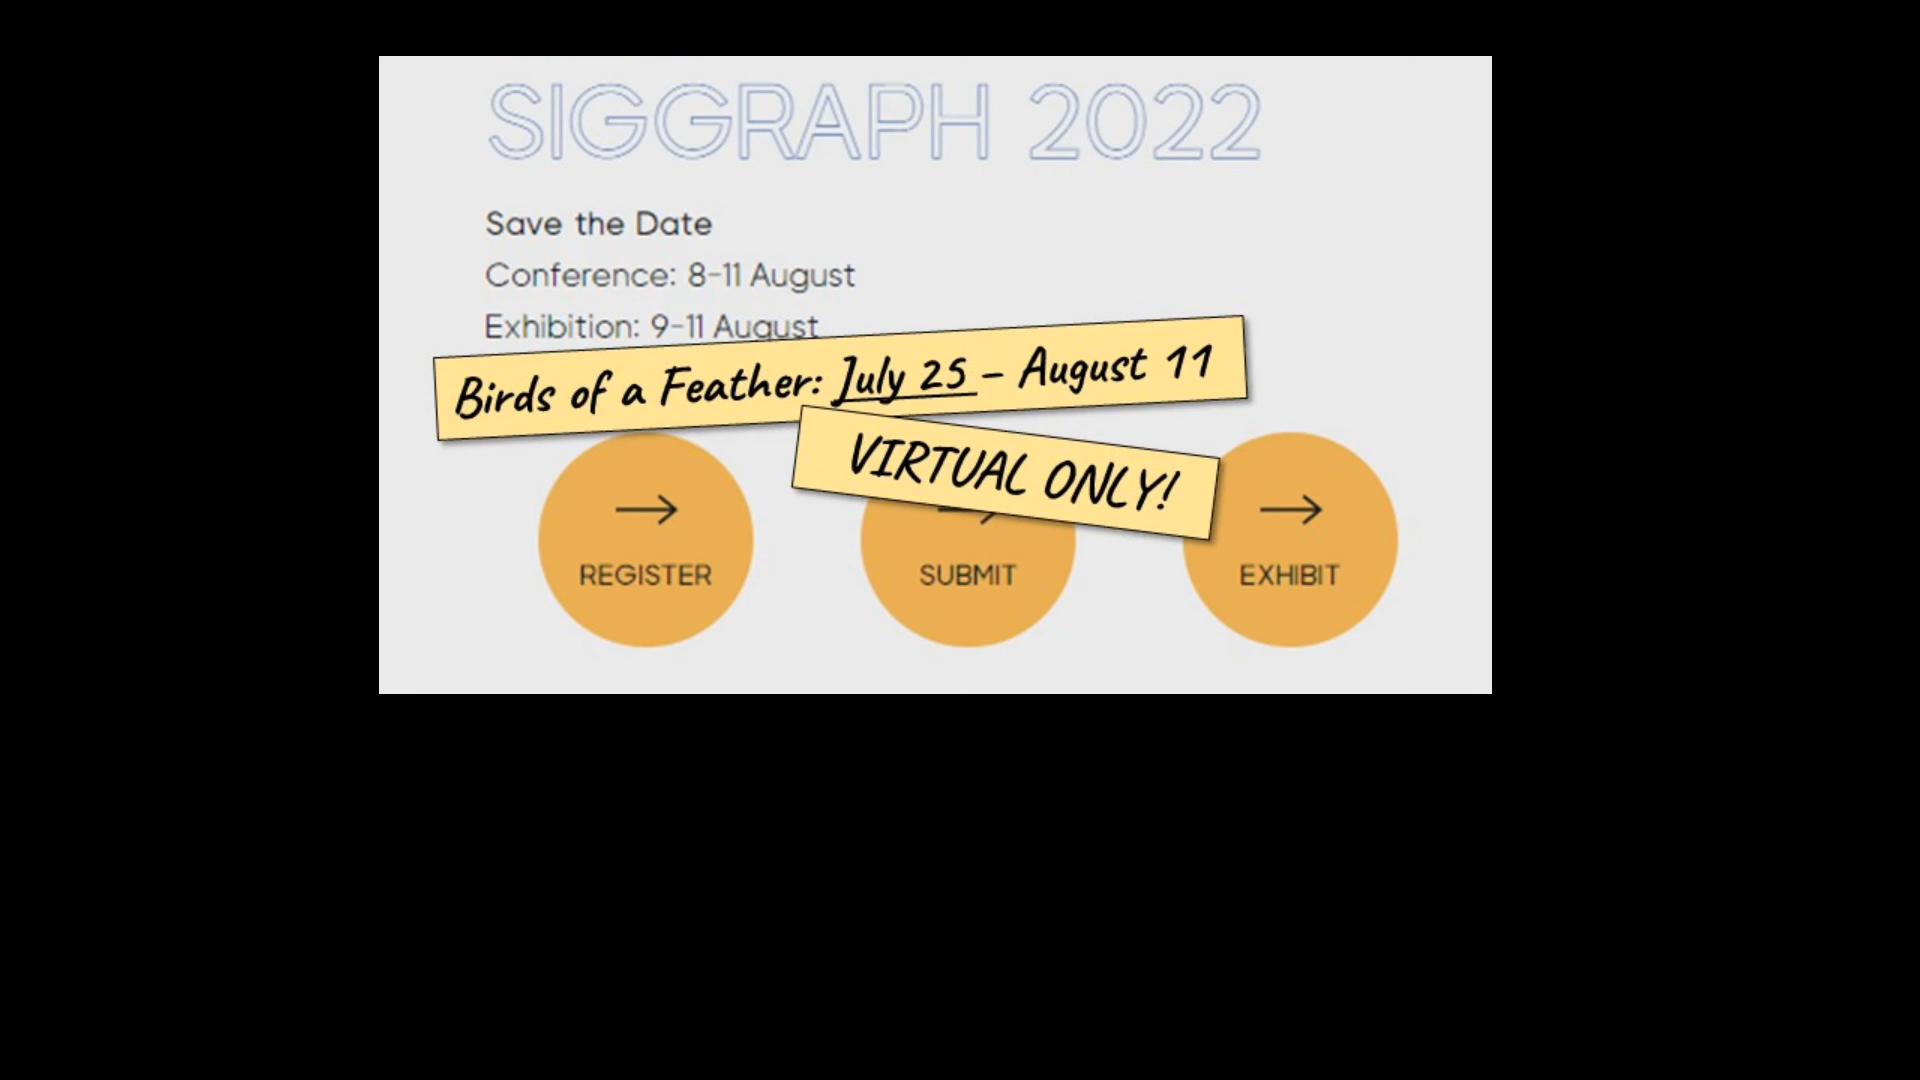 SIGGRAPH 2022
Save the Date
Conference: 8-11 August
Exhibition: 9-11 August
Birds of a Feather: July 25 – August 11
VIRTUAL ONLY!
REGISTER
SUBMIT
EXHIBIT